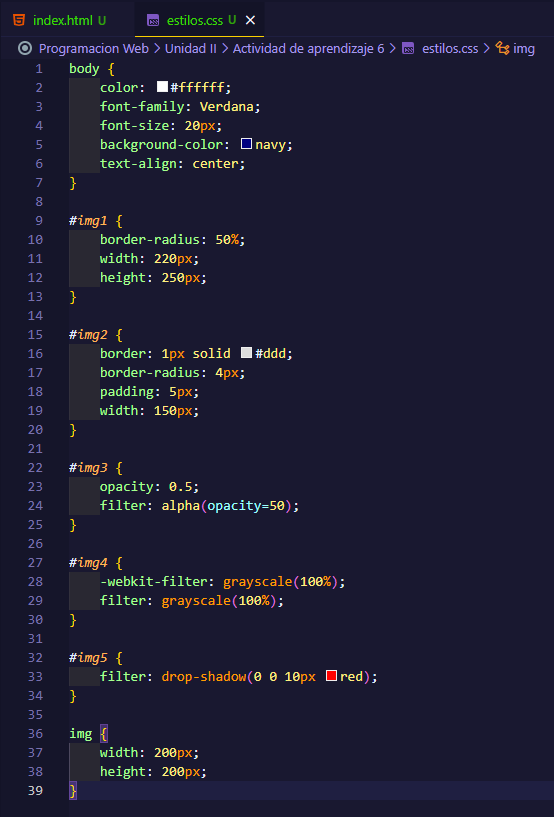 index.html U estilos.css U
Programacion Web > Unidad II > Actividad de aprendizaje 6 > estilos.css > img
1 body {
2 color: #ffffff;
3 font-family: Verdana;
4 font-size: 20px;
5 background-color: navy;
6 text-align: center;
7 }
8
9 #img1 {
10 border-radius: 50%;
11 width: 220px;
12 height: 250px;
13 }
14
15 #img2 {
16 border: 1px solid #ddd;
17 border-radius: 4px;
18 padding: 5px;
19 width: 150px;
20 }
21
22 #img3 {
23 opacity: 0.5;
24 filter: alpha(opacity=50);
25 }
26
27 #img4 {
28 -webkit-filter: grayscale(100%);
29 filter: grayscale(100%);
30 }
31
32 #img5 {
33 filter: drop-shadow(0 0 10px red);
34 }
35
36 img {
37 width: 200px;
38 height: 200px;
39 }